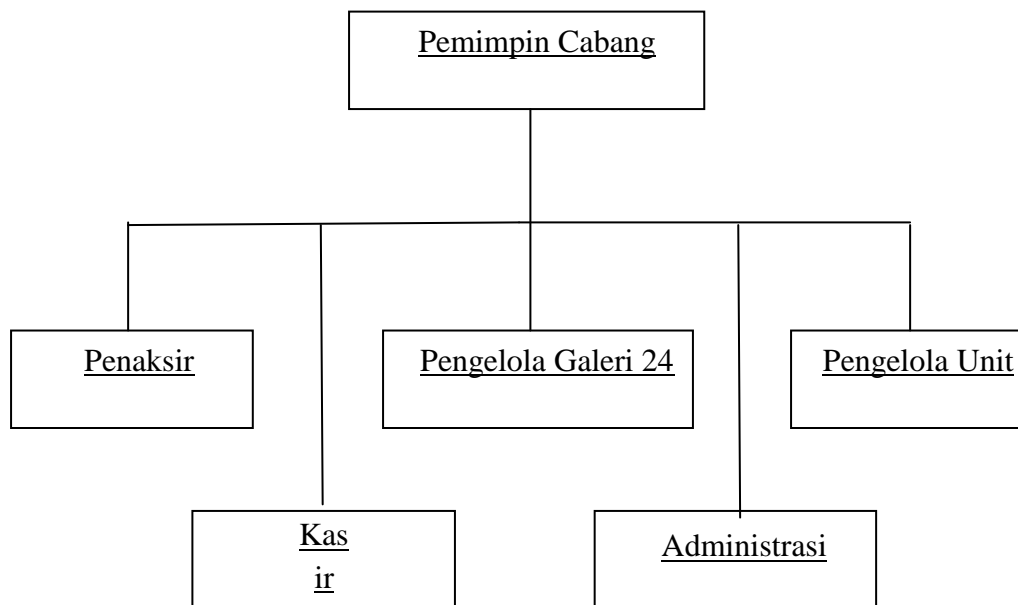 Pemimpin Cabang
Penaksir
Pengelola Galeri 24
Pengelola Unit
Kas
ir
Administrasi